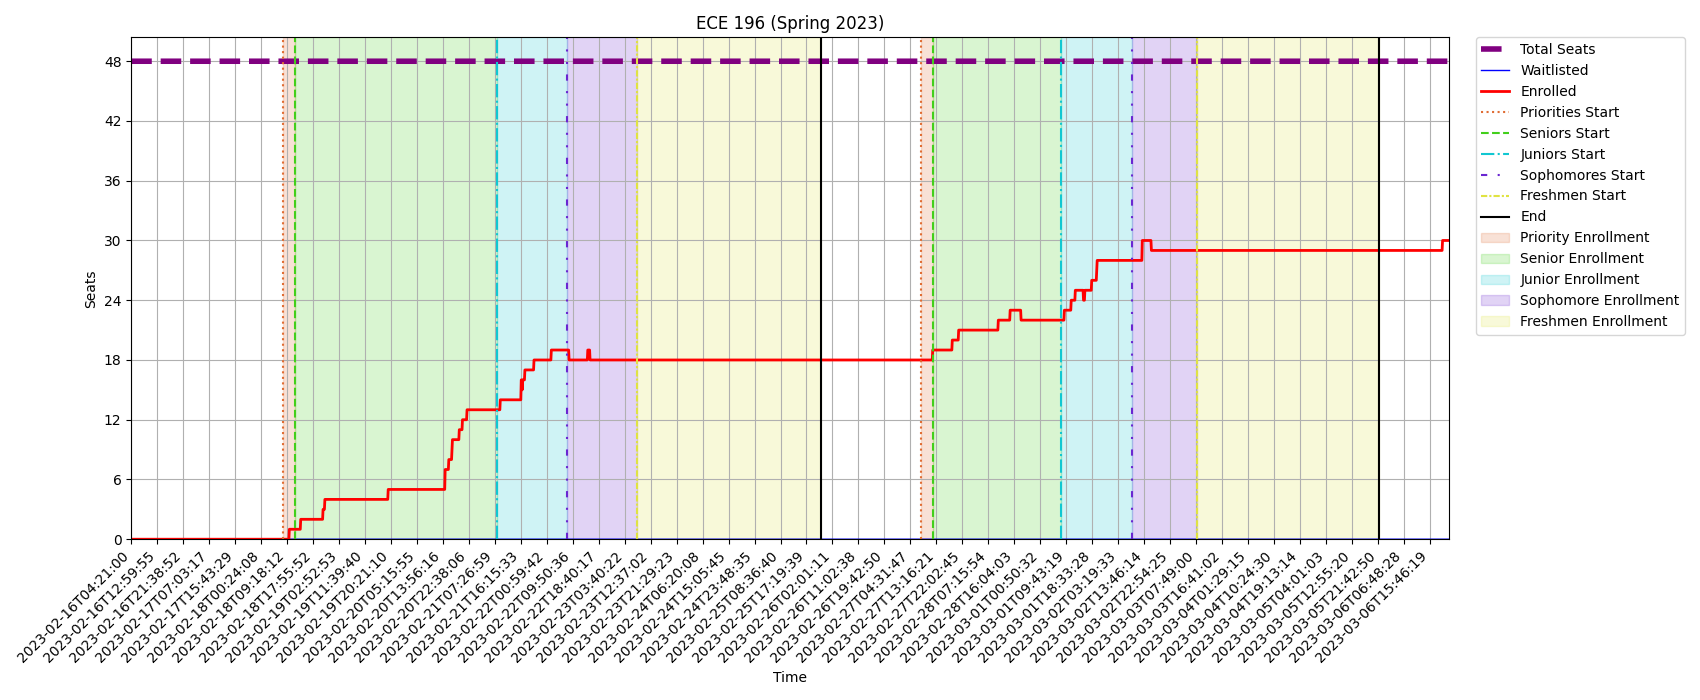 ECE 196 (Spring 2023)
Seats
48
42
36
30
24
18
12
6
0
2023-02-16T04:21:00
2023-02-16T12:59:55
2023-02-16T21:38:52
2023-02-17T07:03:17
2023-02-17T15:43:29
2023-02-18T00:24:08
2023-02-18T09:18:12
2023-02-18T17:55:52
2023-02-19T02:52:53
2023-02-19T11:39:40
2023-02-19T20:21:10
2023-02-20T05:15:55
2023-02-20T13:56:16
2023-02-20T22:38:06
2023-02-21T07:26:59
2023-02-21T16:15:33
2023-02-22T00:59:42
2023-02-22T09:50:36
2023-02-22T18:40:17
2023-02-23T03:40:22
2023-02-23T12:37:02
2023-02-23T21:29:23
2023-02-24T06:20:08
2023-02-24T15:05:45
2023-02-24T23:48:35
2023-02-25T08:36:40
2023-02-25T17:19:39
2023-02-26T02:01:11
2023-02-26T11:02:38
2023-02-26T19:42:50
2023-02-27T04:31:47
2023-02-27T13:16:21
2023-02-27T22:02:45
2023-02-28T07:15:54
2023-02-28T16:04:03
2023-03-01T00:50:32
2023-03-01T09:43:19
2023-03-01T18:33:28
2023-03-02T03:19:33
2023-03-02T13:46:14
2023-03-02T22:54:25
2023-03-03T07:49:00
2023-03-03T16:41:02
2023-03-04T01:29:15
2023-03-04T10:24:30
2023-03-04T19:13:14
2023-03-05T04:01:03
2023-03-05T12:55:20
2023-03-05T21:42:50
2023-03-06T06:48:28
2023-03-06T15:46:19
Time
Total Seats
Waitlisted
Enrolled
Priorities Start
Seniors Start
Juniors Start
Sophomores Start
Freshmen Start
End
Priority Enrollment
Senior Enrollment
Junior Enrollment
Sophomore Enrollment
Freshmen Enrollment